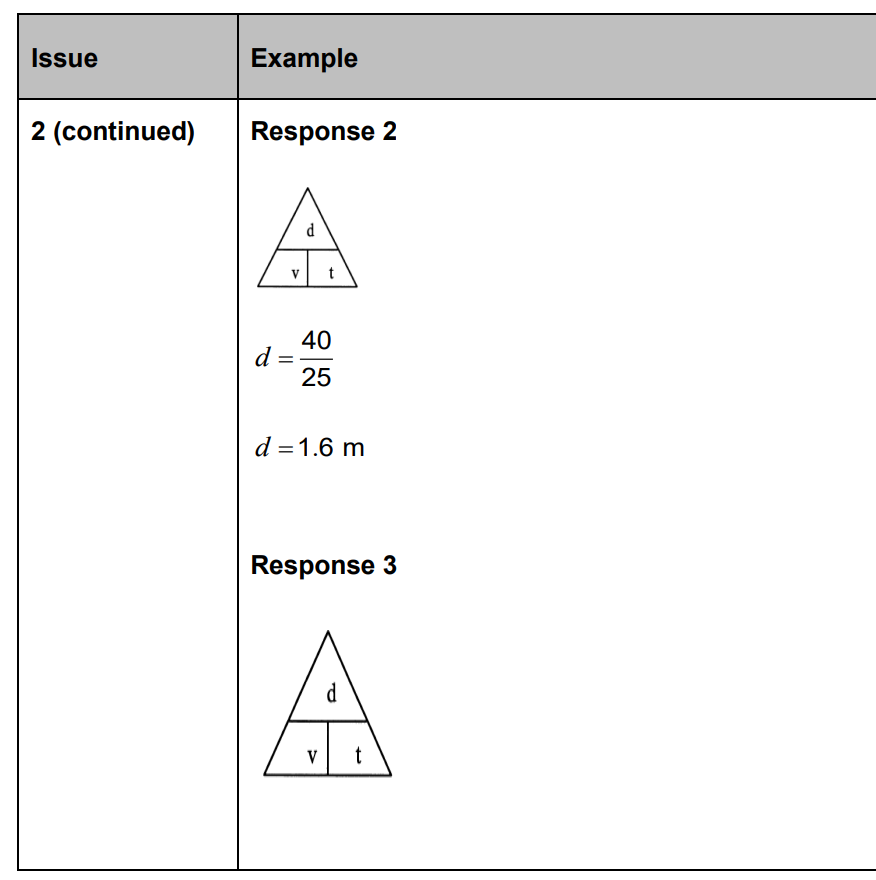 Issue
Example
2 (continued)
Response 2
d
v t
d = 40/25
d = 1.6 m
Response 3
d
v t